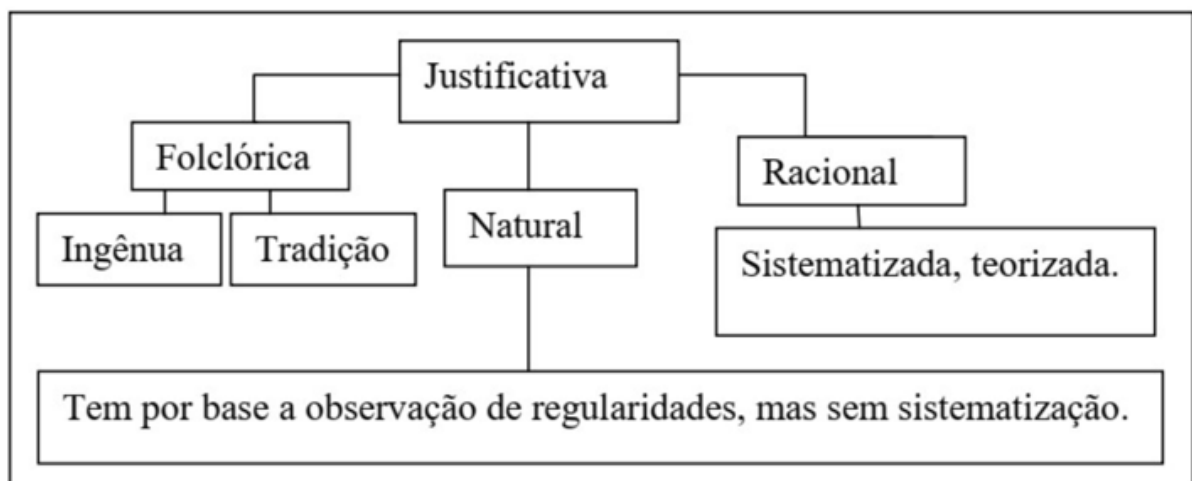 Justificativa
Folclórica
Racional
Ingênua
Tradição
Natural
Sistematizada, teorizada.
Tem por base a observação de regularidades, mas sem sistematização.